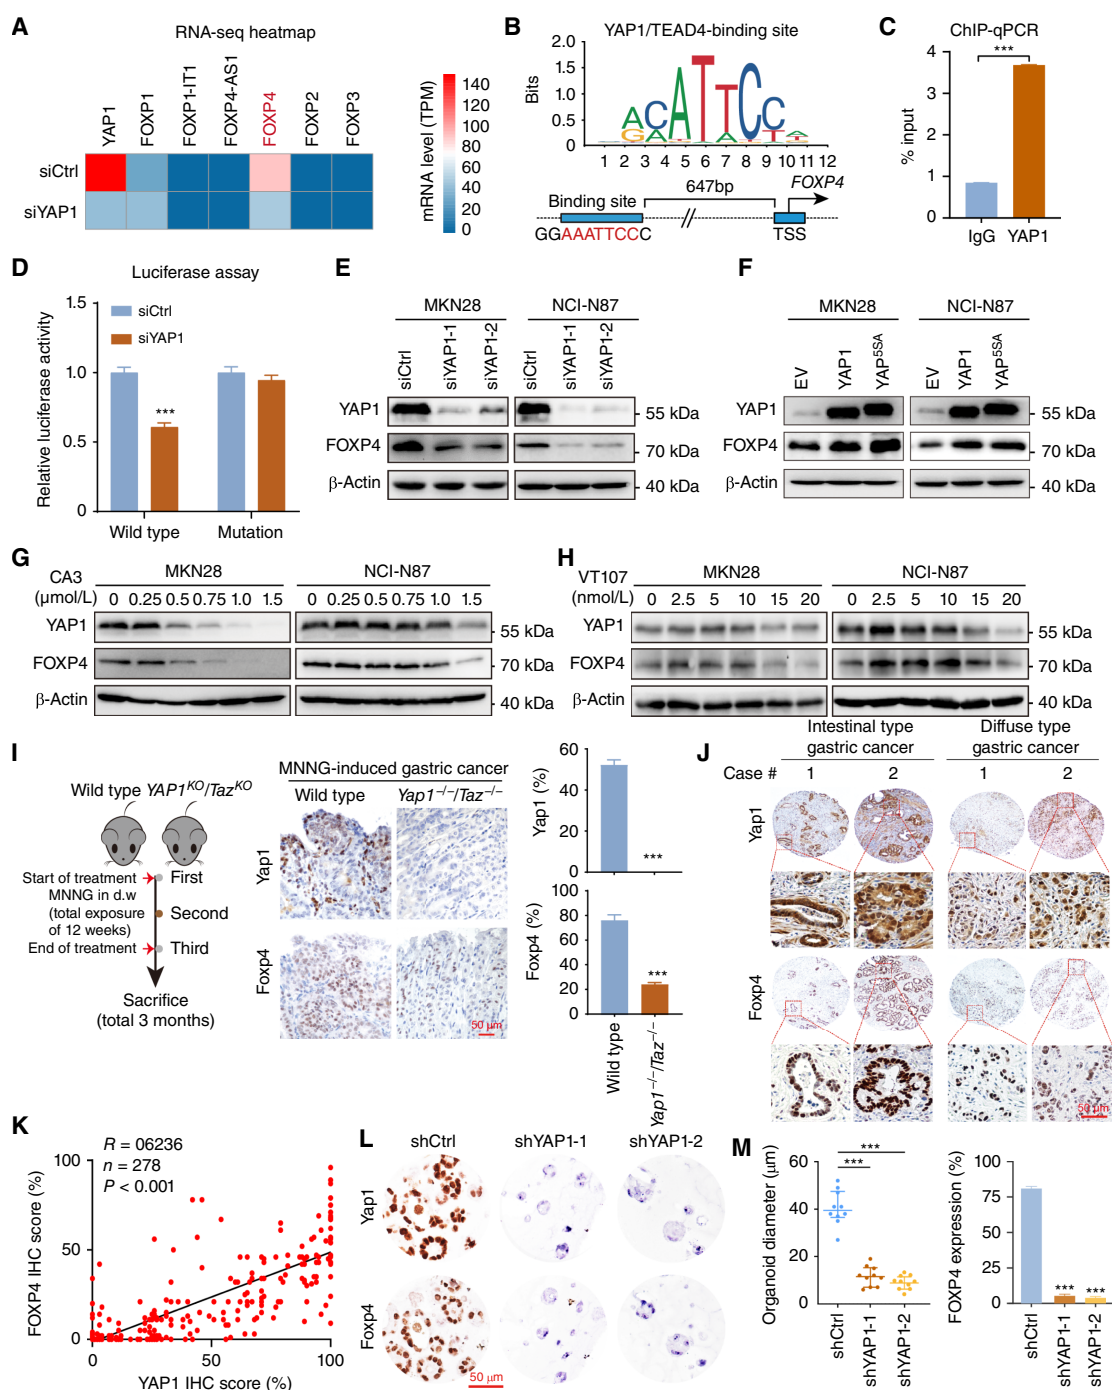 A
RNA-seq heatmap
YAP1
FOXP1
FOXP1-IT1
FOXP4-AS1
FOXP4
FOXP2
FOXP3
siCtrl
siYAP1
mRNA level (TPM)
140
120
100
80
60
40
20
0
B
YAP1/TEAD4-binding site
Bits
2.0
1.5
1.0
0.5
0
1 2 3 4 5 6 7 8 9 10 11 12
647bp
FOXP4
Binding site
GGAAATTCCC
TSS
C
ChIP-qPCR
***
% input
4
3
2
1
0
IgG YAP1
D
Luciferase assay
siCtrl
siYAP1
Relative luciferase activity
1.5
1.0
0.5
0
***
Wild type Mutation
E
MKN28 NCI-N87
siCtrl siYAP1-1 siYAP1-2 siCtrl siYAP1-1 siYAP1-2
YAP1 55 kDa
FOXP4 70 kDa
β-Actin 40 kDa
F
MKN28 NCI-N87
EV YAP1 YAP5SA EV YAP1 YAP5SA
YAP1 55 kDa
FOXP4 70 kDa
β-Actin 40 kDa
G
CA3
(μmol/L)
MKN28 NCI-N87
0 0.25 0.5 0.75 1.0 1.5 0 0.25 0.5 0.75 1.0 1.5
YAP1 55 kDa
FOXP4 70 kDa
β-Actin 40 kDa
H
VT107
(nmol/L)
MKN28 NCI-N87
0 2.5 5 10 15 20 0 2.5 5 10 15 20
YAP1 55 kDa
FOXP4 70 kDa
β-Actin 40 kDa
I
Wild type YAP1KO/TazKO
Start of treatment First
MNNG in d.w
(total exposure Second
of 12 weeks)
End of treatment Third
Sacrifice
(total 3 months)
MNNG-induced gastric cancer
Wild type Yap1−/−/Taz−/−
Yap1
Foxp4
50 μm
Yap1 (%)
60
40
20
0
***
Foxp4 (%)
100
80
60
40
20
0
***
Wild type
Yap1−/−/Taz−/−
J
Intestinal type Diffuse type
gastric cancer gastric cancer
Case # 1 2 1 2
Yap1
Foxp4
50 μm
K
R = 06236
n = 278
P < 0.001
FOXP4 IHC score (%)
100
50
0
0 50 100
YAP1 IHC score (%)
L
shCtrl shYAP1-1 shYAP1-2
Yap1
Foxp4
50 μm
M
Organoid diameter (μm)
60
40
20
0
***
***
shCtrl
shYAP1-1
shYAP1-2
FOXP4 expression (%)
100
75
50
25
0
*** ***
shCtrl
shYAP1-1
shYAP1-2